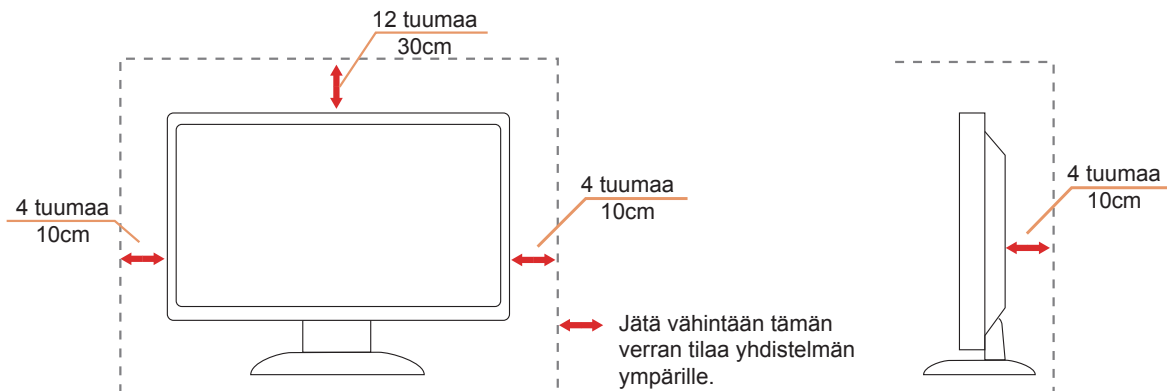 12 tuumaa
30cm
4 tuumaa
10cm
4 tuumaa
10cm
4 tuumaa
10cm
Jätä vähintään tämän
verran tilaa yhdistelmän
ympärille.